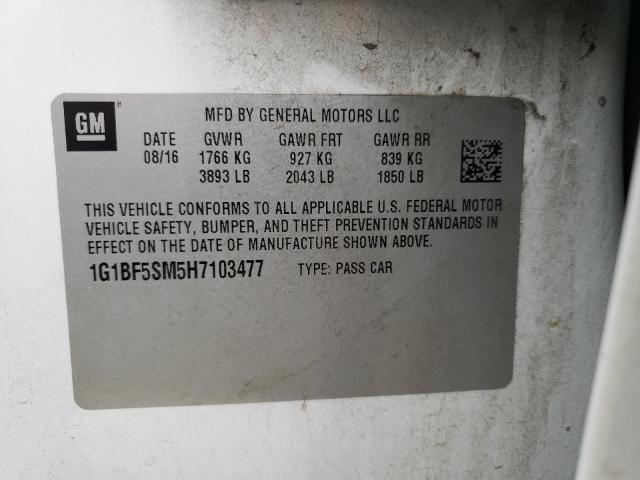 GM
MFD BY GENERAL MOTORS LLC
DATE GVWR GAWR FRT GAWR RR
08/16 1766 KG 927 KG 839 KG
3893 LB 2043 LB 1850 LB
THIS VEHICLE CONFORMS TO ALL APPLICABLE U.S. FEDERAL MOTOR
VEHICLE SAFETY, BUMPER, AND THEFT PREVENTION STANDARDS IN
EFFECT ON THE DATE OF MANUFACTURE SHOWN ABOVE.
1G1BF5SM5H7103477 TYPE: PASS CAR